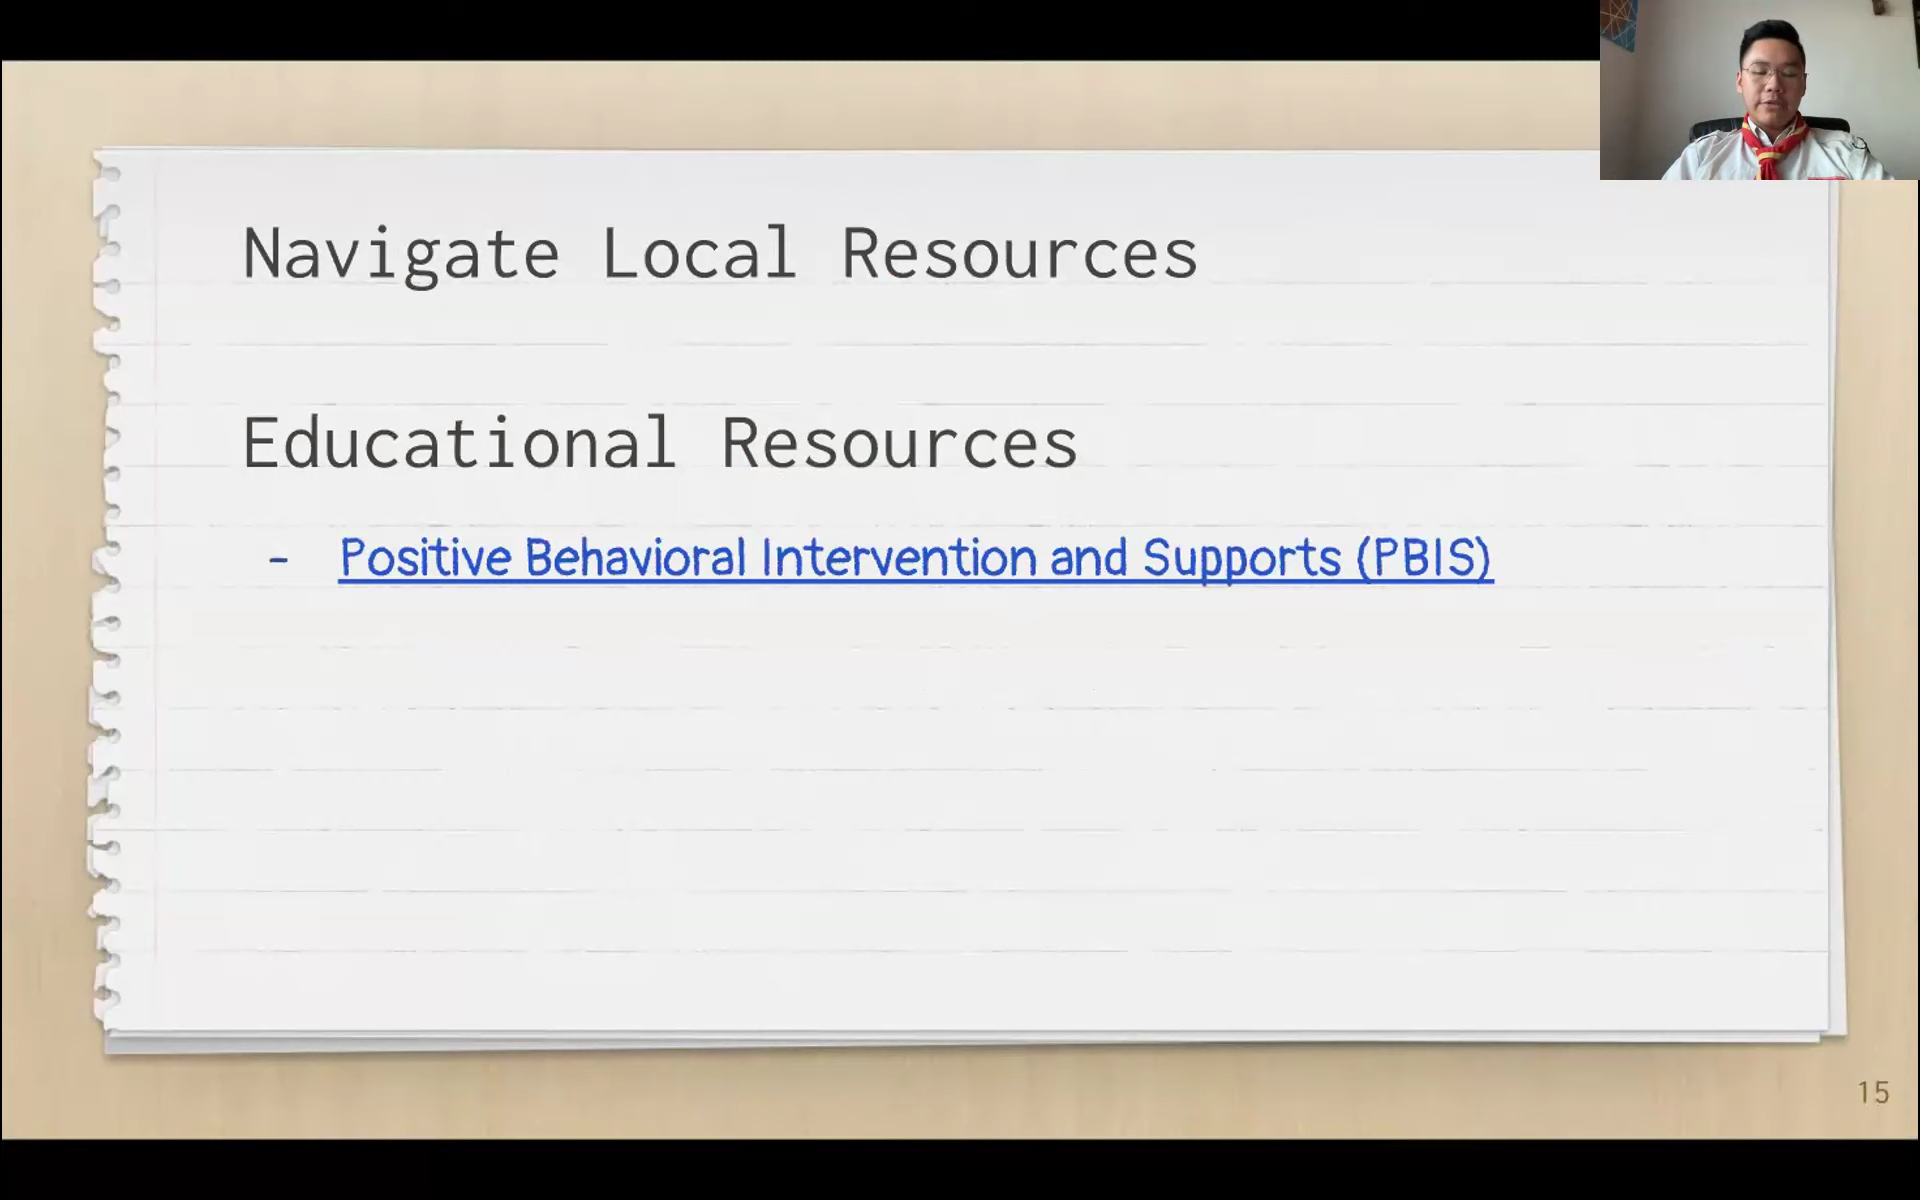 Navigate Local Resources
Educational Resources
- Positive Behavioral Intervention and Supports (PBIS)
15